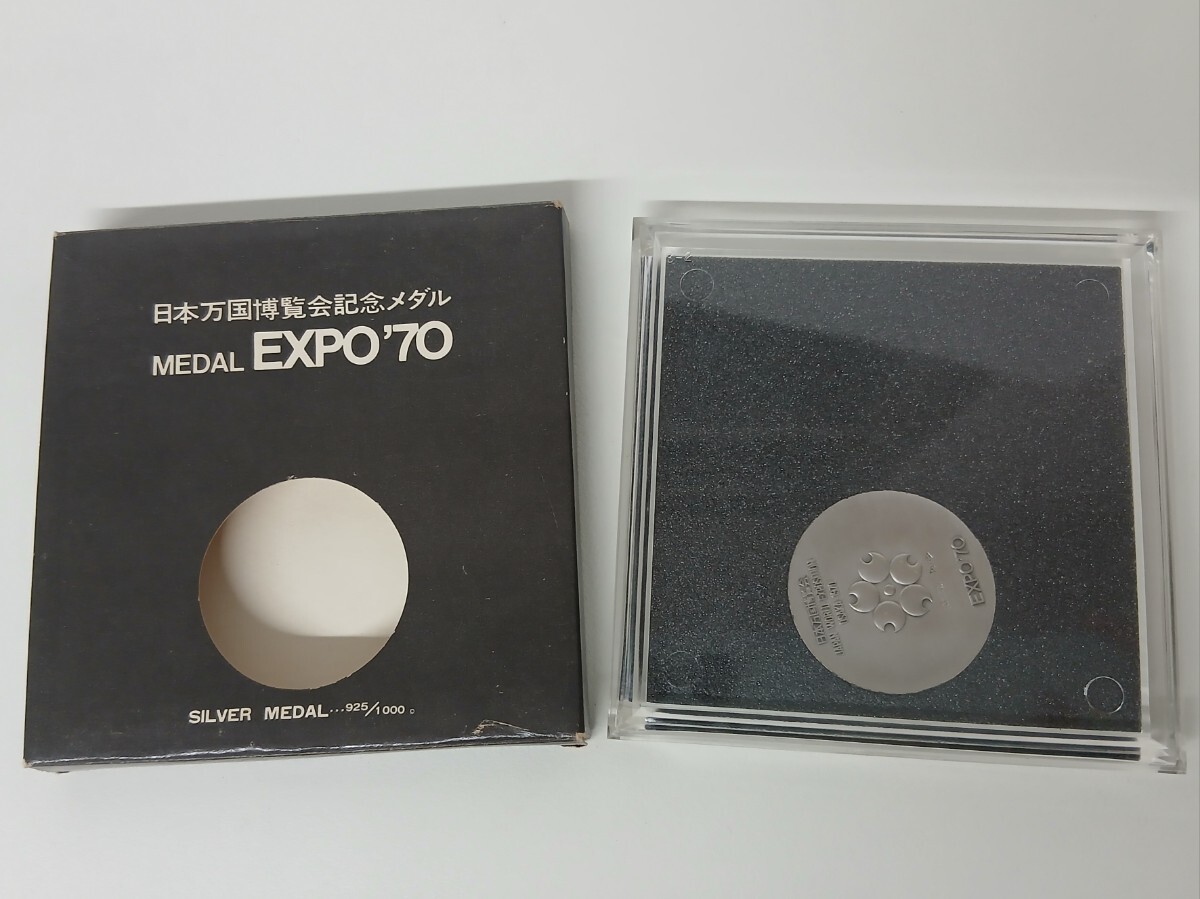 日本万国博覧会記念メダル
MEDAL EXPO'70
SILVER MEDAL...925/1000
EXPO'70